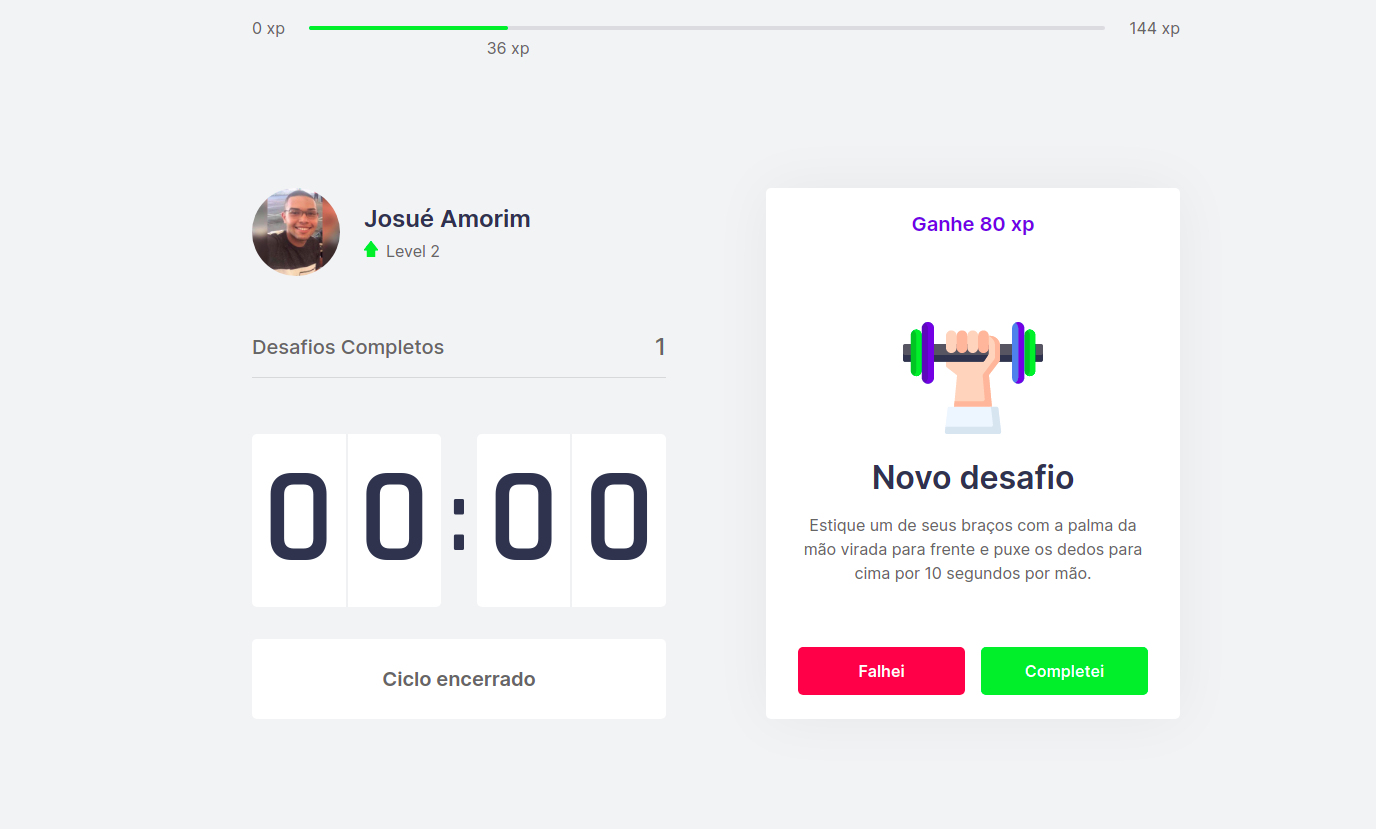 0 xp
144 xp
36 xp
Josué Amorim
Level 2
Desafios Completos
1
00:00
Ciclo encerrado
Ganhe 80 xp
Novo desafio
Estique um de seus braços com a palma da
mão virada para frente e puxe os dedos para
cima por 10 segundos por mão.
Falhei
Completei